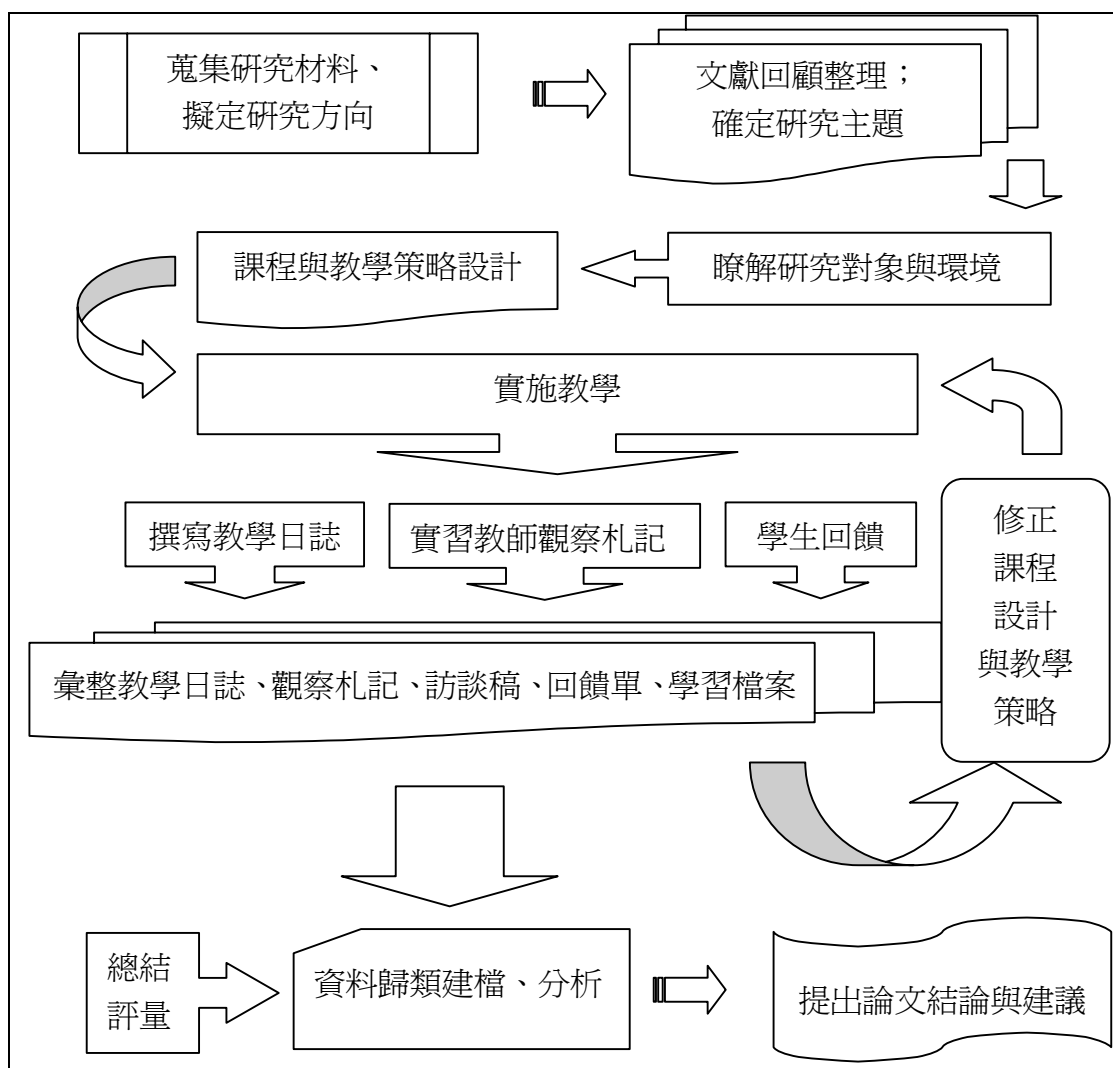 蒐集研究材料、
擬定研究方向
文獻回顧整理；
確定研究主題
課程與教學策略設計
瞭解研究對象與環境
實施教學
撰寫教學日誌
實習教師觀察札記
學生回饋
修正
課程
設計
與教學
策略
彙整教學日誌、觀察札記、訪談稿、回饋單、學習檔案
總結
評量
資料歸類建檔、分析
提出論文結論與建議